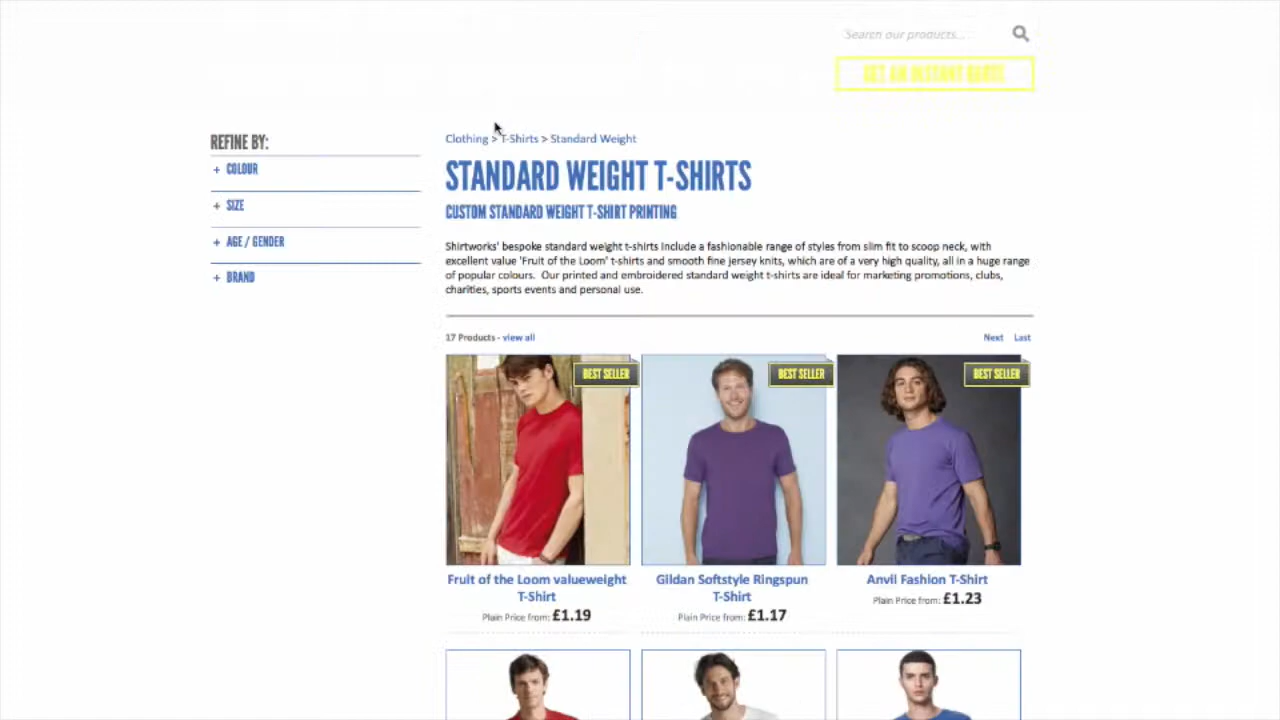 Search our products...
GET AN INSTANT QUOTE
REFINE BY:
+ COLOUR
+ SIZE
+ AGE / GENDER
+ BRAND
Clothing > T-Shirts > Standard Weight
STANDARD WEIGHT T-SHIRTS
CUSTOM STANDARD WEIGHT T-SHIRT PRINTING
Shirtworks' bespoke standard weight t-shirts include a fashionable range of styles from slim fit to scoop neck, with
excellent value 'Fruit of the Loom' t-shirts and smooth fine jersey knits, which are of a very high quality, all in a huge range
of popular colours. Our printed and embroidered standard weight t-shirts are ideal for marketing promotions, clubs,
charities, sports events and personal use.
17 Products - view all
Next Last
BEST SELLER
BEST SELLER
BEST SELLER
Fruit of the Loom valueweight
T-Shirt
Plain Price from: £1.19
Gildan Softstyle Ringspun
T-Shirt
Plain Price from: £1.17
Anvil Fashion T-Shirt
Plain Price from: £1.23